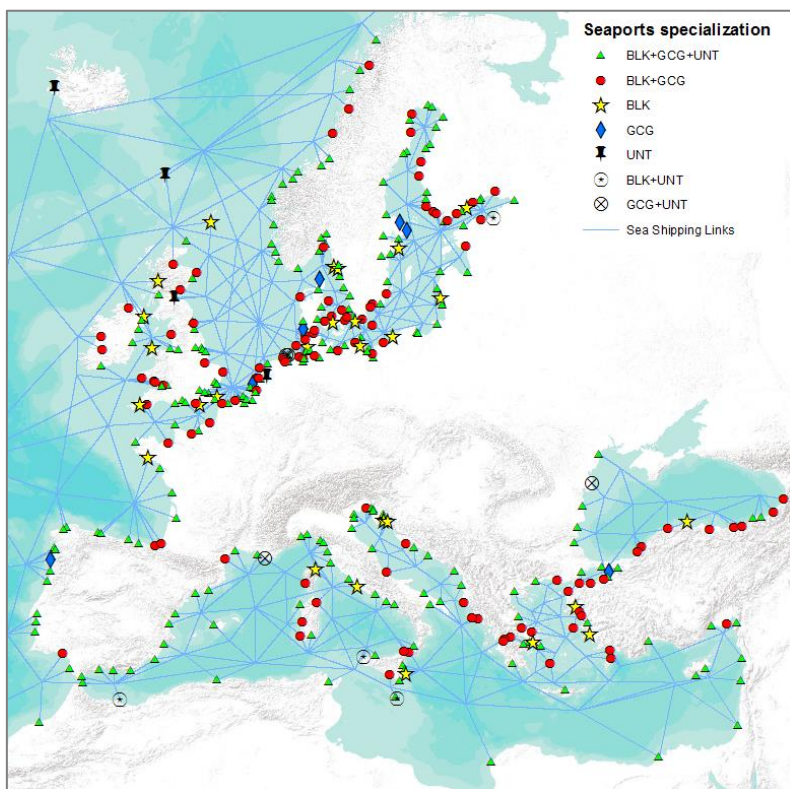 Seaports specialization
BLK+GCG+UNT
BLK+GCG
BLK
GCG
UNT
BLK+UNT
GCG+UNT
Sea Shipping Links